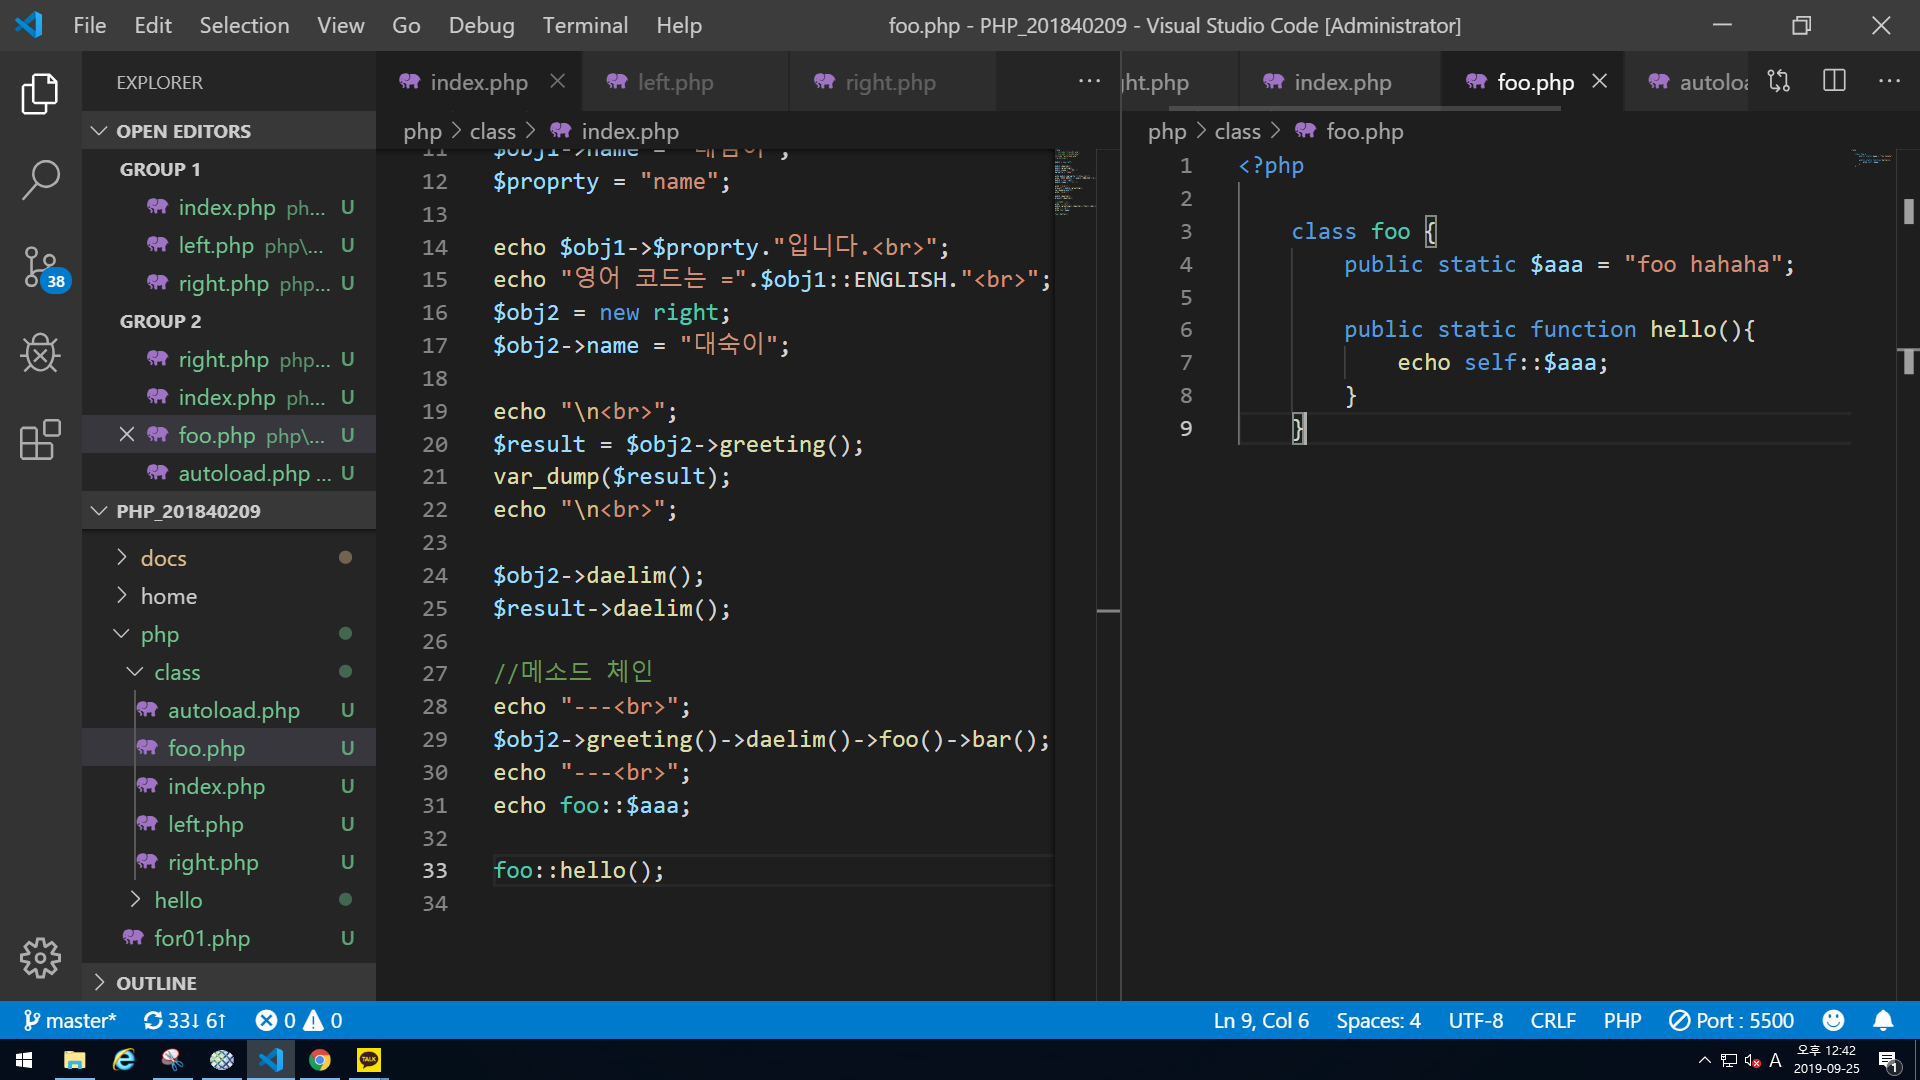 File Edit Selection View Go Debug Terminal Help
foo.php - PHP_201840209 - Visual Studio Code [Administrator]
EXPLORER
OPEN EDITORS
GROUP 1
index.php ph... U
left.php php\... U
right.php php... U
GROUP 2
right.php php... U
index.php ph... U
foo.php php\... U
autoload.php ... U
PHP_201840209
docs
home
php
class
autoload.php U
foo.php U
index.php U
left.php U
right.php U
hello
for01.php U
OUTLINE
38
index.php left.php right.php
php > class > index.php
12 $proprty = "name";
13
14 echo $obj1->$proprty."입니다.<br>";
15 echo "영어 코드는 =".$obj1::ENGLISH."<br>";
16 $obj2 = new right;
17 $obj2->name = "대숙이";
18
19 echo "\n<br>";
20 $result = $obj2->greeting();
21 var_dump($result);
22 echo "\n<br>";
23
24 $obj2->daelim();
25 $result->daelim();
26
27 //메소드 체인
28 echo "---<br>";
29 $obj2->greeting()->daelim()->foo()->bar();
30 echo "---<br>";
31 echo foo::$aaa;
32
33 foo::hello();
34
ght.php index.php foo.php autoloa
php > class > foo.php
1 <?php
2
3 class foo {
4 public static $aaa = "foo hahaha";
5
6 public static function hello(){
7 echo self::$aaa;
8 }
9 }
master* 33↓ 6↑ 0 0
Ln 9, Col 6 Spaces: 4 UTF-8 CRLF PHP Port : 5500
TALK
A
오후 12:42
2019-09-25
1